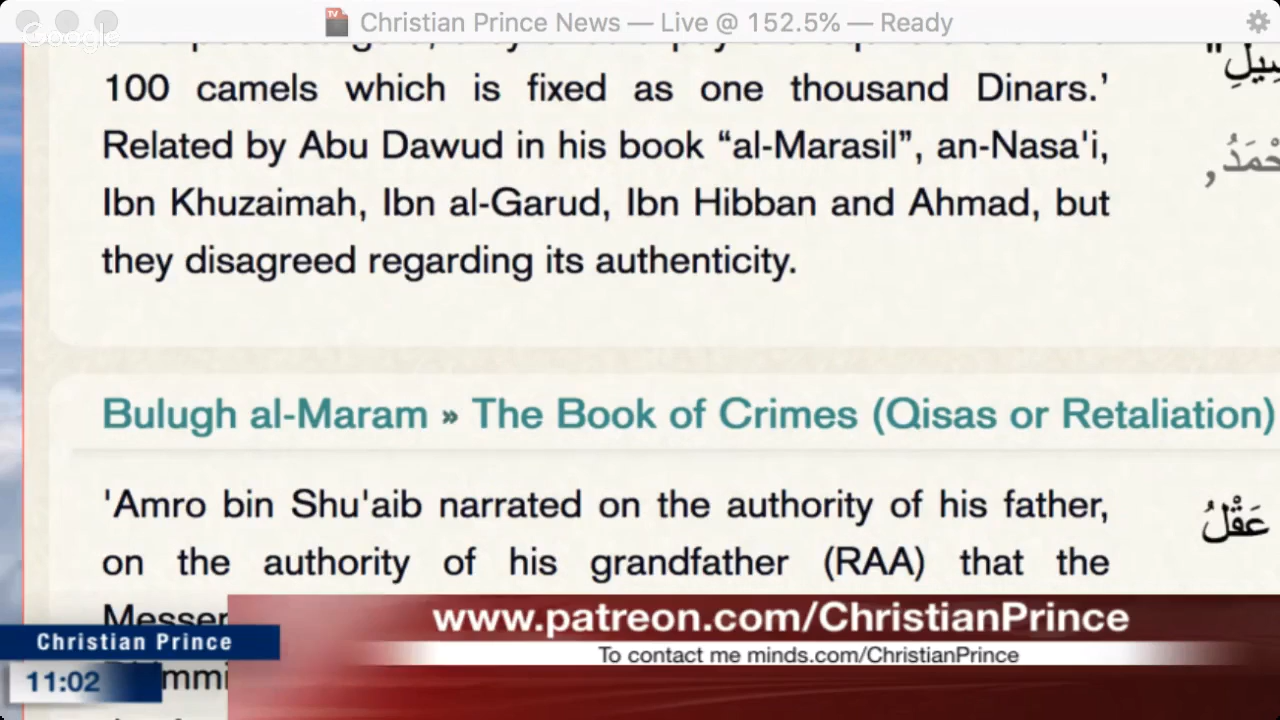 Christian Prince News — Live @ 152.5% — Ready
Google
100 camels which is fixed as one thousand Dinars.’
Related by Abu Dawud in his book “al-Marasil”, an-Nasa'i,
Ibn Khuzaimah, Ibn al-Garud, Ibn Hibban and Ahmad, but
they disagreed regarding its authenticity.
Bulugh al-Maram » The Book of Crimes (Qisas or Retaliation)
'Amro bin Shu'aib narrated on the authority of his father,
عَقْلُ
on the authority of his grandfather (RAA) that the
www.patreon.com/ChristianPrince
Christian Prince
To contact me minds.com/ChristianPrince
11:02